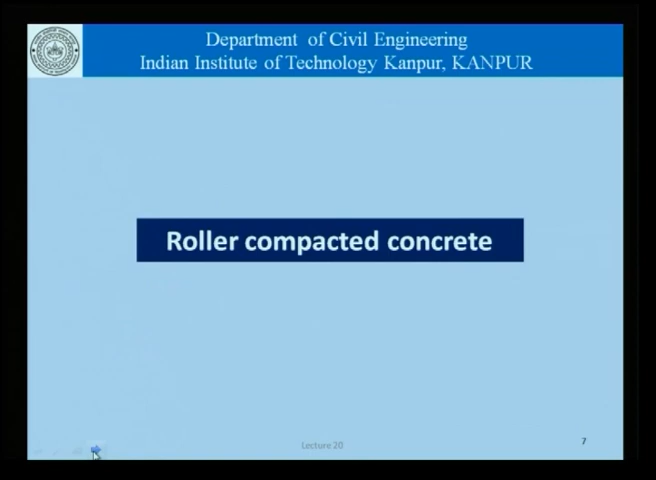 Department of Civil Engineering
Indian Institute of Technology Kanpur, KANPUR
Roller compacted concrete
Lecture 20
7